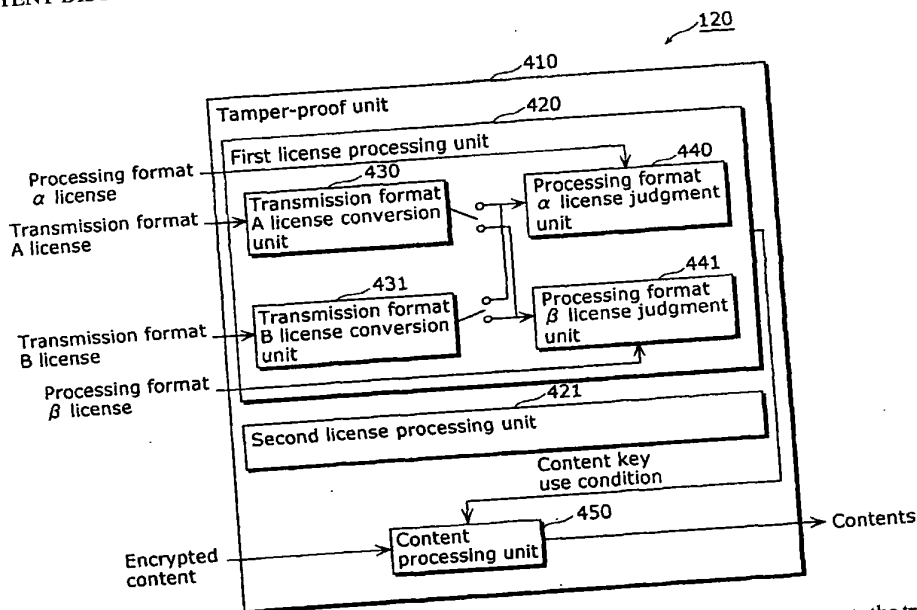 120
410
Tamper-proof unit
420
First license processing unit
Processing format
α license
430
440
Transmission format
A license
Transmission format
A license conversion
unit
Processing format
α license judgment
unit
431
441
Transmission format
B license
Transmission format
B license conversion
unit
Processing format
β license judgment
unit
Processing format
β license
421
Second license processing unit
Content key
use condition
450
Encrypted
content
Content
processing unit
Contents